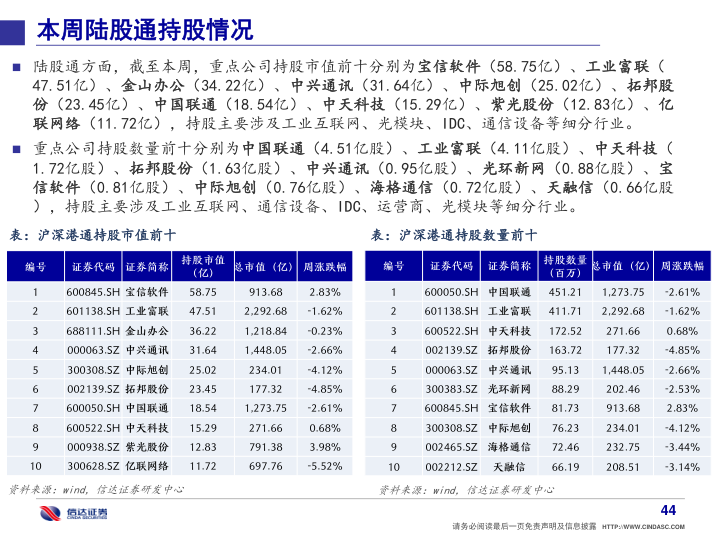 本周陆股通持股情况
■ 陆股通方面，截至本周，重点公司持股市值前十分别为宝信软件（58.75亿）、工业富联（
47.51亿）、金山办公（34.22亿）、中兴通讯（31.64亿）、中际旭创（25.02亿）、拓邦股
份（23.45亿）、中国联通（18.54亿）、中天科技（15.29亿）、紫光股份（12.83亿）、亿
联网络（11.72亿），持股主要涉及工业互联网、光模块、IDC、通信设备等细分行业。
■ 重点公司持股数量前十分别为中国联通（4.51亿股）、工业富联（4.11亿股）、中天科技（
1.72亿股）、拓邦股份（1.63亿股）、中兴通讯（0.95亿股）、光环新网（0.88亿股）、宝
信软件（0.81亿股）、中际旭创（0.76亿股）、海格通信（0.72亿股）、天融信（0.66亿股
），持股主要涉及工业互联网、通信设备、IDC、运营商、光模块等细分行业。
表：沪深港通持股市值前十
编号 证券代码 证券简称 持股市值（亿） 总市值（亿） 周涨跌幅
1 600845.SH 宝信软件 58.75 913.68 2.83%
2 601138.SH 工业富联 47.51 2,292.68 -1.62%
3 688111.SH 金山办公 36.22 1,218.84 -0.23%
4 000063.SZ 中兴通讯 31.64 1,448.05 -2.66%
5 300308.SZ 中际旭创 25.02 234.01 -4.12%
6 002139.SZ 拓邦股份 23.45 177.32 -4.85%
7 600050.SH 中国联通 18.54 1,273.75 -2.61%
8 600522.SH 中天科技 15.29 271.66 0.68%
9 000938.SZ 紫光股份 12.83 791.38 3.98%
10 300628.SZ 亿联网络 11.72 697.76 -5.52%
资料来源：wind，信达证券研发中心
表：沪深港通持股数量前十
编号 证券代码 证券简称 持股数量（百万） 总市值（亿） 周涨跌幅
1 600050.SH 中国联通 451.21 1,273.75 -2.61%
2 601138.SH 工业富联 411.71 2,292.68 -1.62%
3 600522.SH 中天科技 172.52 271.66 0.68%
4 002139.SZ 拓邦股份 163.72 177.32 -4.85%
5 000063.SZ 中兴通讯 95.13 1,448.05 -2.66%
6 300383.SZ 光环新网 88.29 202.46 -2.53%
7 600845.SH 宝信软件 81.73 913.68 2.83%
8 300308.SZ 中际旭创 76.23 234.01 -4.12%
9 002465.SZ 海格通信 72.46 232.75 -3.44%
10 002212.SZ 天融信 66.19 208.51 -3.14%
资料来源：wind，信达证券研发中心
信达证券
CINDA SECURITIES
44
请务必阅读最后一页免责声明及信息披露 HTTP://WWW.CINDASC.COM